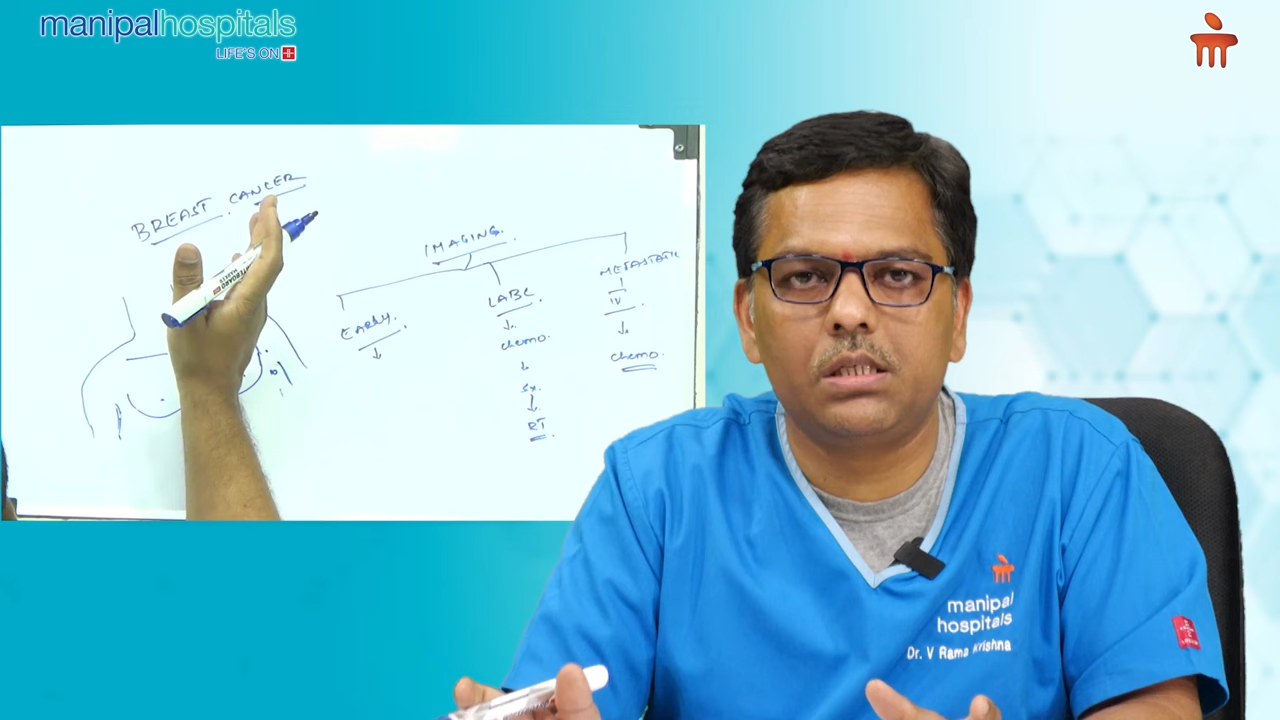 manipalhospitals
LIFE'S ON
BREAST CANCER
IMAGING.
EARLY.
LABC
chemo.
Sx.
RT
METASTATIC
IV
chemo.
manipal
hospitals
Dr. V Rama Krishna